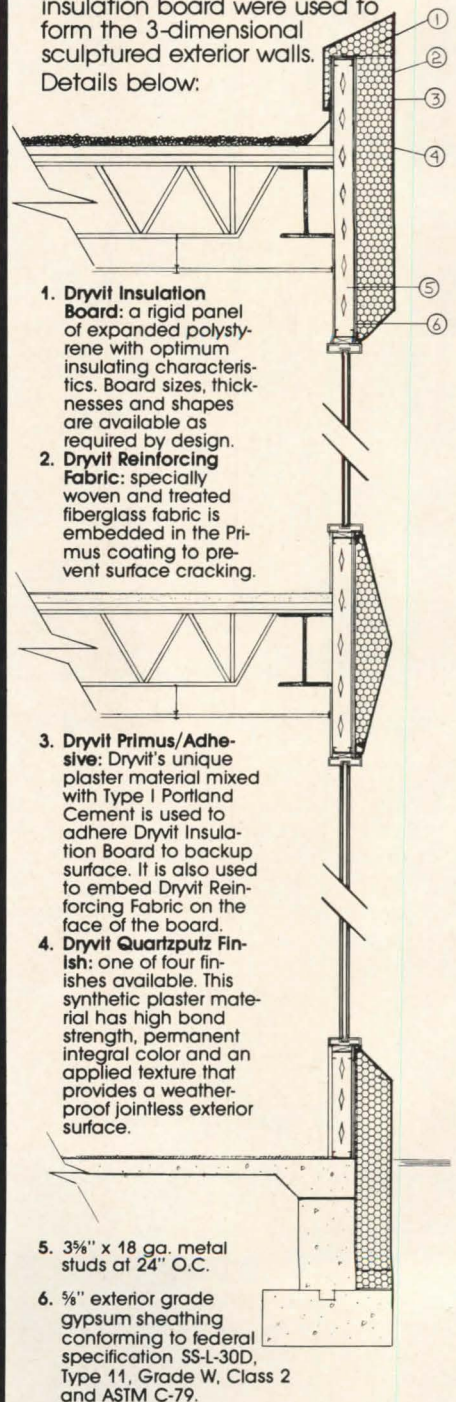 insulation board were used to
form the 3-dimensional
sculptured exterior walls.
Details below:
1
2
3
4
5
6
1. Dryvit Insulation
Board: a rigid panel
of expanded polysty-
rene with optimum
insulating characteris-
tics. Board sizes, thick-
nesses and shapes
are available as
required by design.
2. Dryvit Reinforcing
Fabric: specially
woven and treated
fiberglass fabric is
embedded in the Pri-
mus coating to pre-
vent surface cracking.
3. Dryvit Primus/Adhe-
sive: Dryvit's unique
plaster material mixed
with Type I Portland
Cement is used to
adhere Dryvit Insula-
tion Board to backup
surface. It is also used
to embed Dryvit Rein-
forcing Fabric on the
face of the board.
4. Dryvit Quartzputz Fin-
ish: one of four fin-
ishes available. This
synthetic plaster mate-
rial has high bond
strength, permanent
integral color and an
applied texture that
provides a weather-
proof jointless exterior
surface.
5. 3⅝" x 18 ga. metal
studs at 24" O.C.
6. ⅝" exterior grade
gypsum sheathing
conforming to federal
specification SS-L-30D,
Type 11, Grade W, Class 2
and ASTM C-79.